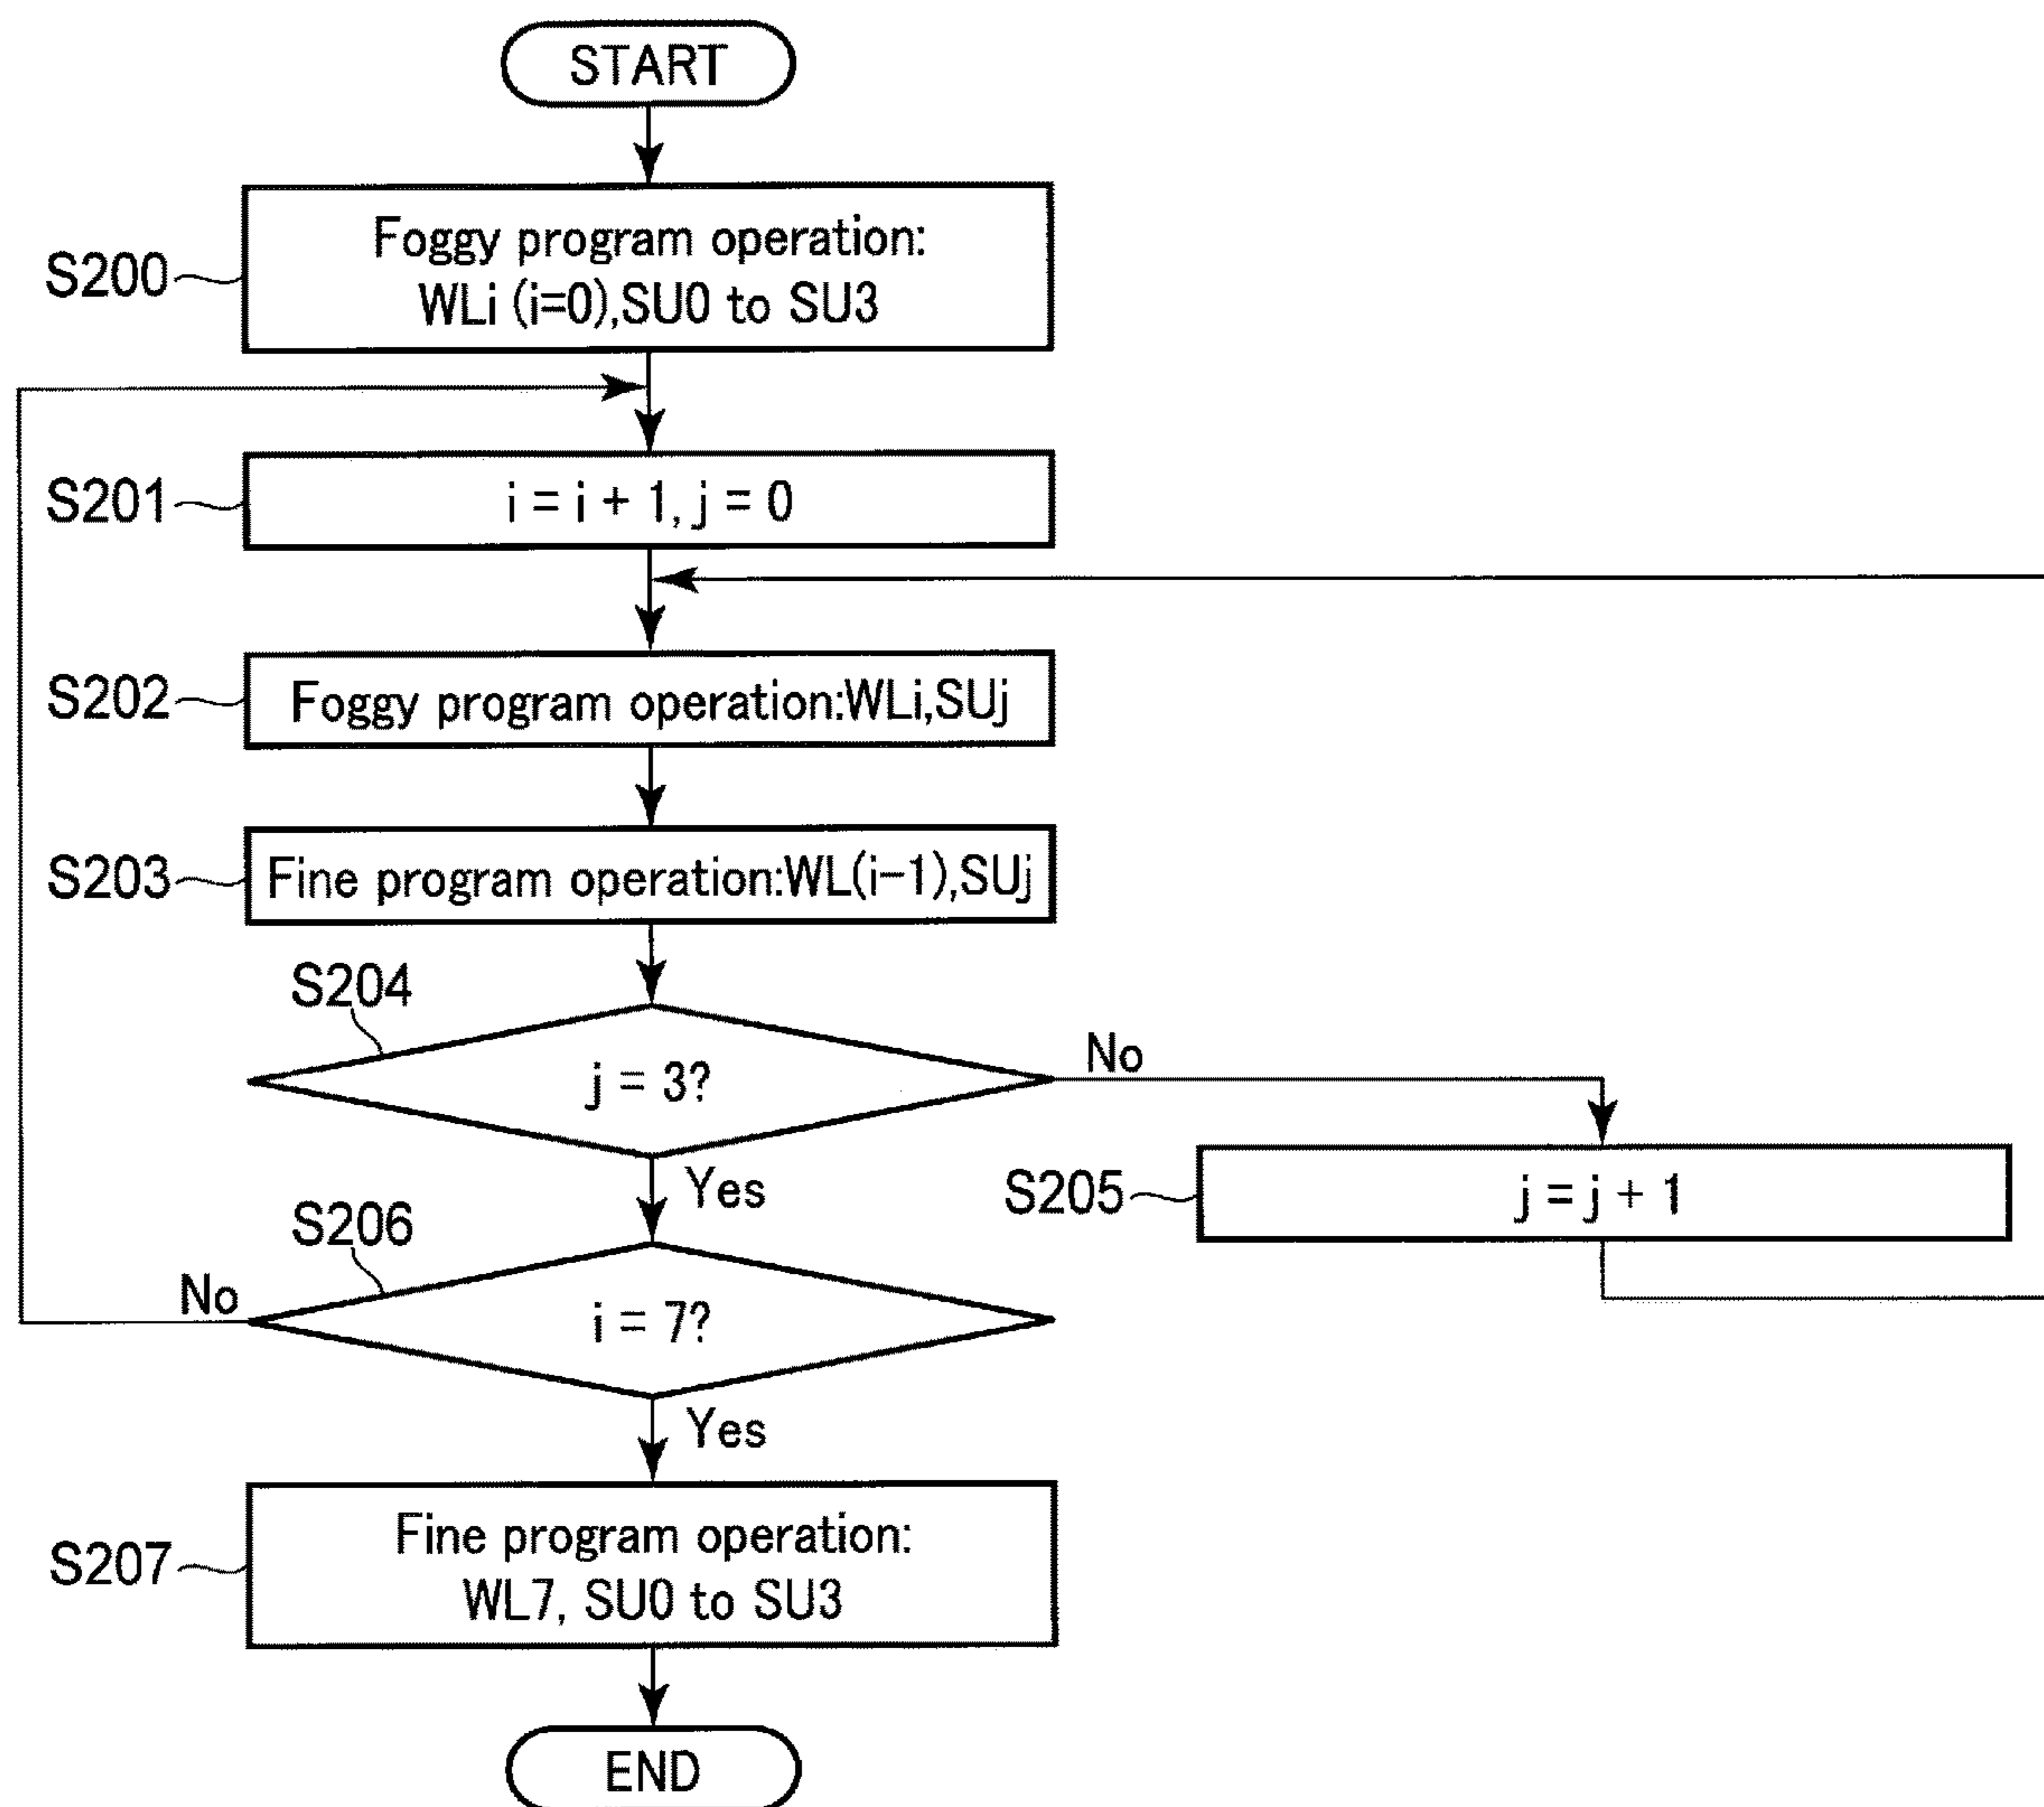 START
S200
Foggy program operation:
WLi (i=0),SU0 to SU3
S201
i = i + 1, j = 0
S202
Foggy program operation:WLi,SUj
S203
Fine program operation:WL(i-1),SUj
S204
j = 3?
No
Yes
S205
j = j + 1
S206
No
i = 7?
Yes
S207
Fine program operation:
WL7, SU0 to SU3
END